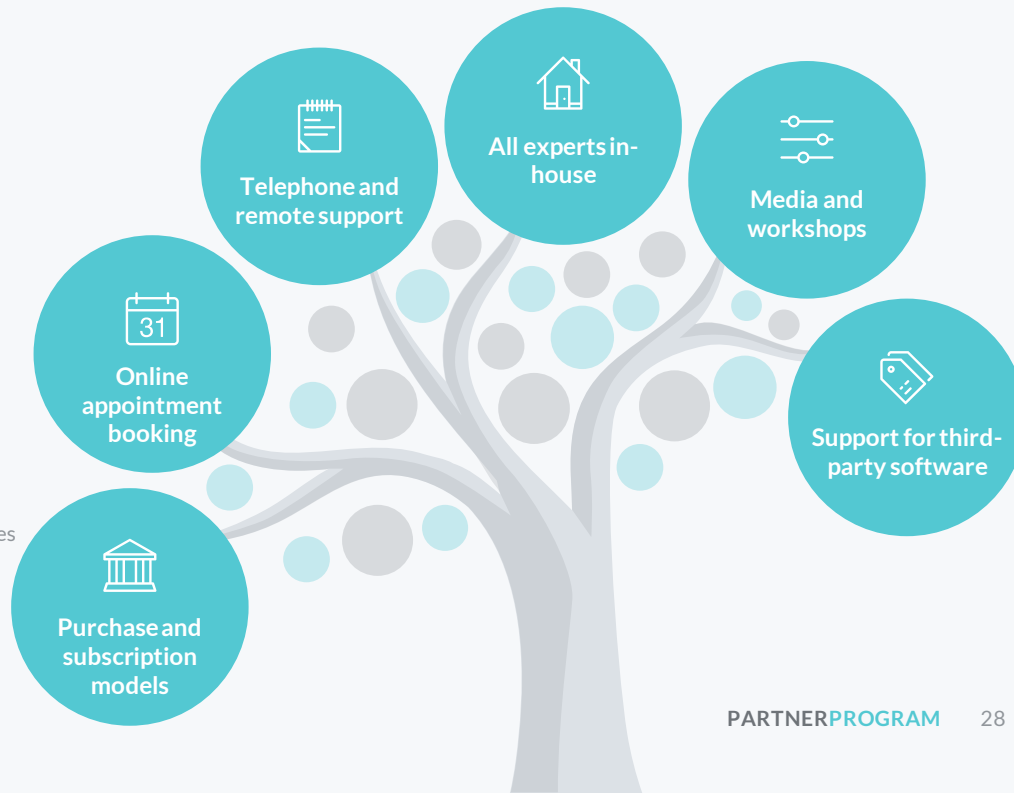 All experts in-
house
Telephone and
remote support
Media and
workshops
31
Online
appointment
booking
Support for third-
party software
Purchase and
subscription
models
PARTNERPROGRAM 28